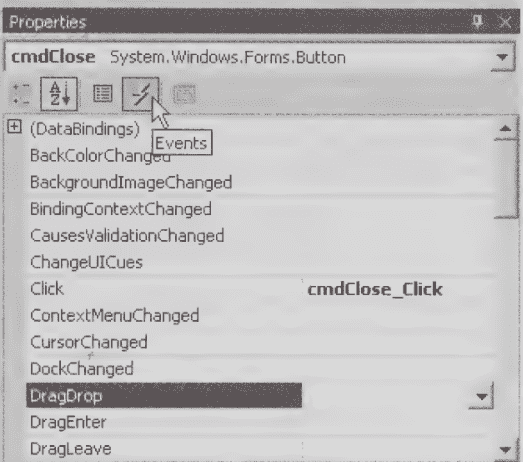 Properties
cmdClose System.Windows.Forms.Button
A Z
Events
(DataBindings)
BackColorChanged
BackgroundImageChanged
BindingContextChanged
CausesValidationChanged
ChangeUICues
Click cmdClose_Click
ContextMenuChanged
CursorChanged
DockChanged
DragDrop
DragEnter
DragLeave